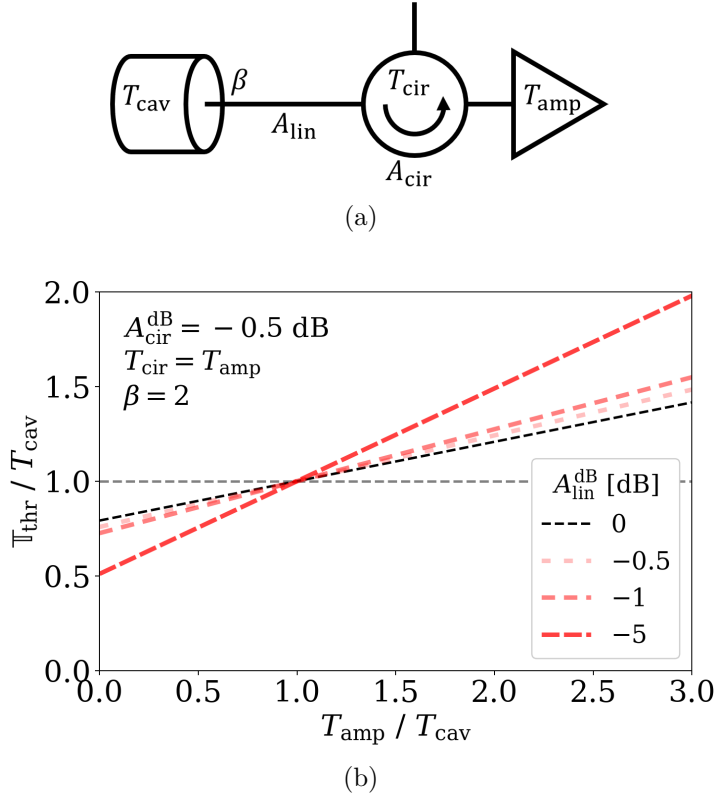 T_cav
β
A_lin
T_cir
A_cir
T_amp
(a)
2.0
1.5
1.0
0.5
0.0
𝕋_thr / T_cav
A_cir^dB = −0.5 dB
T_cir = T_amp
β = 2
A_lin^dB [dB]
0
−0.5
−1
−5
0.0 0.5 1.0 1.5 2.0 2.5 3.0
T_amp / T_cav
(b)